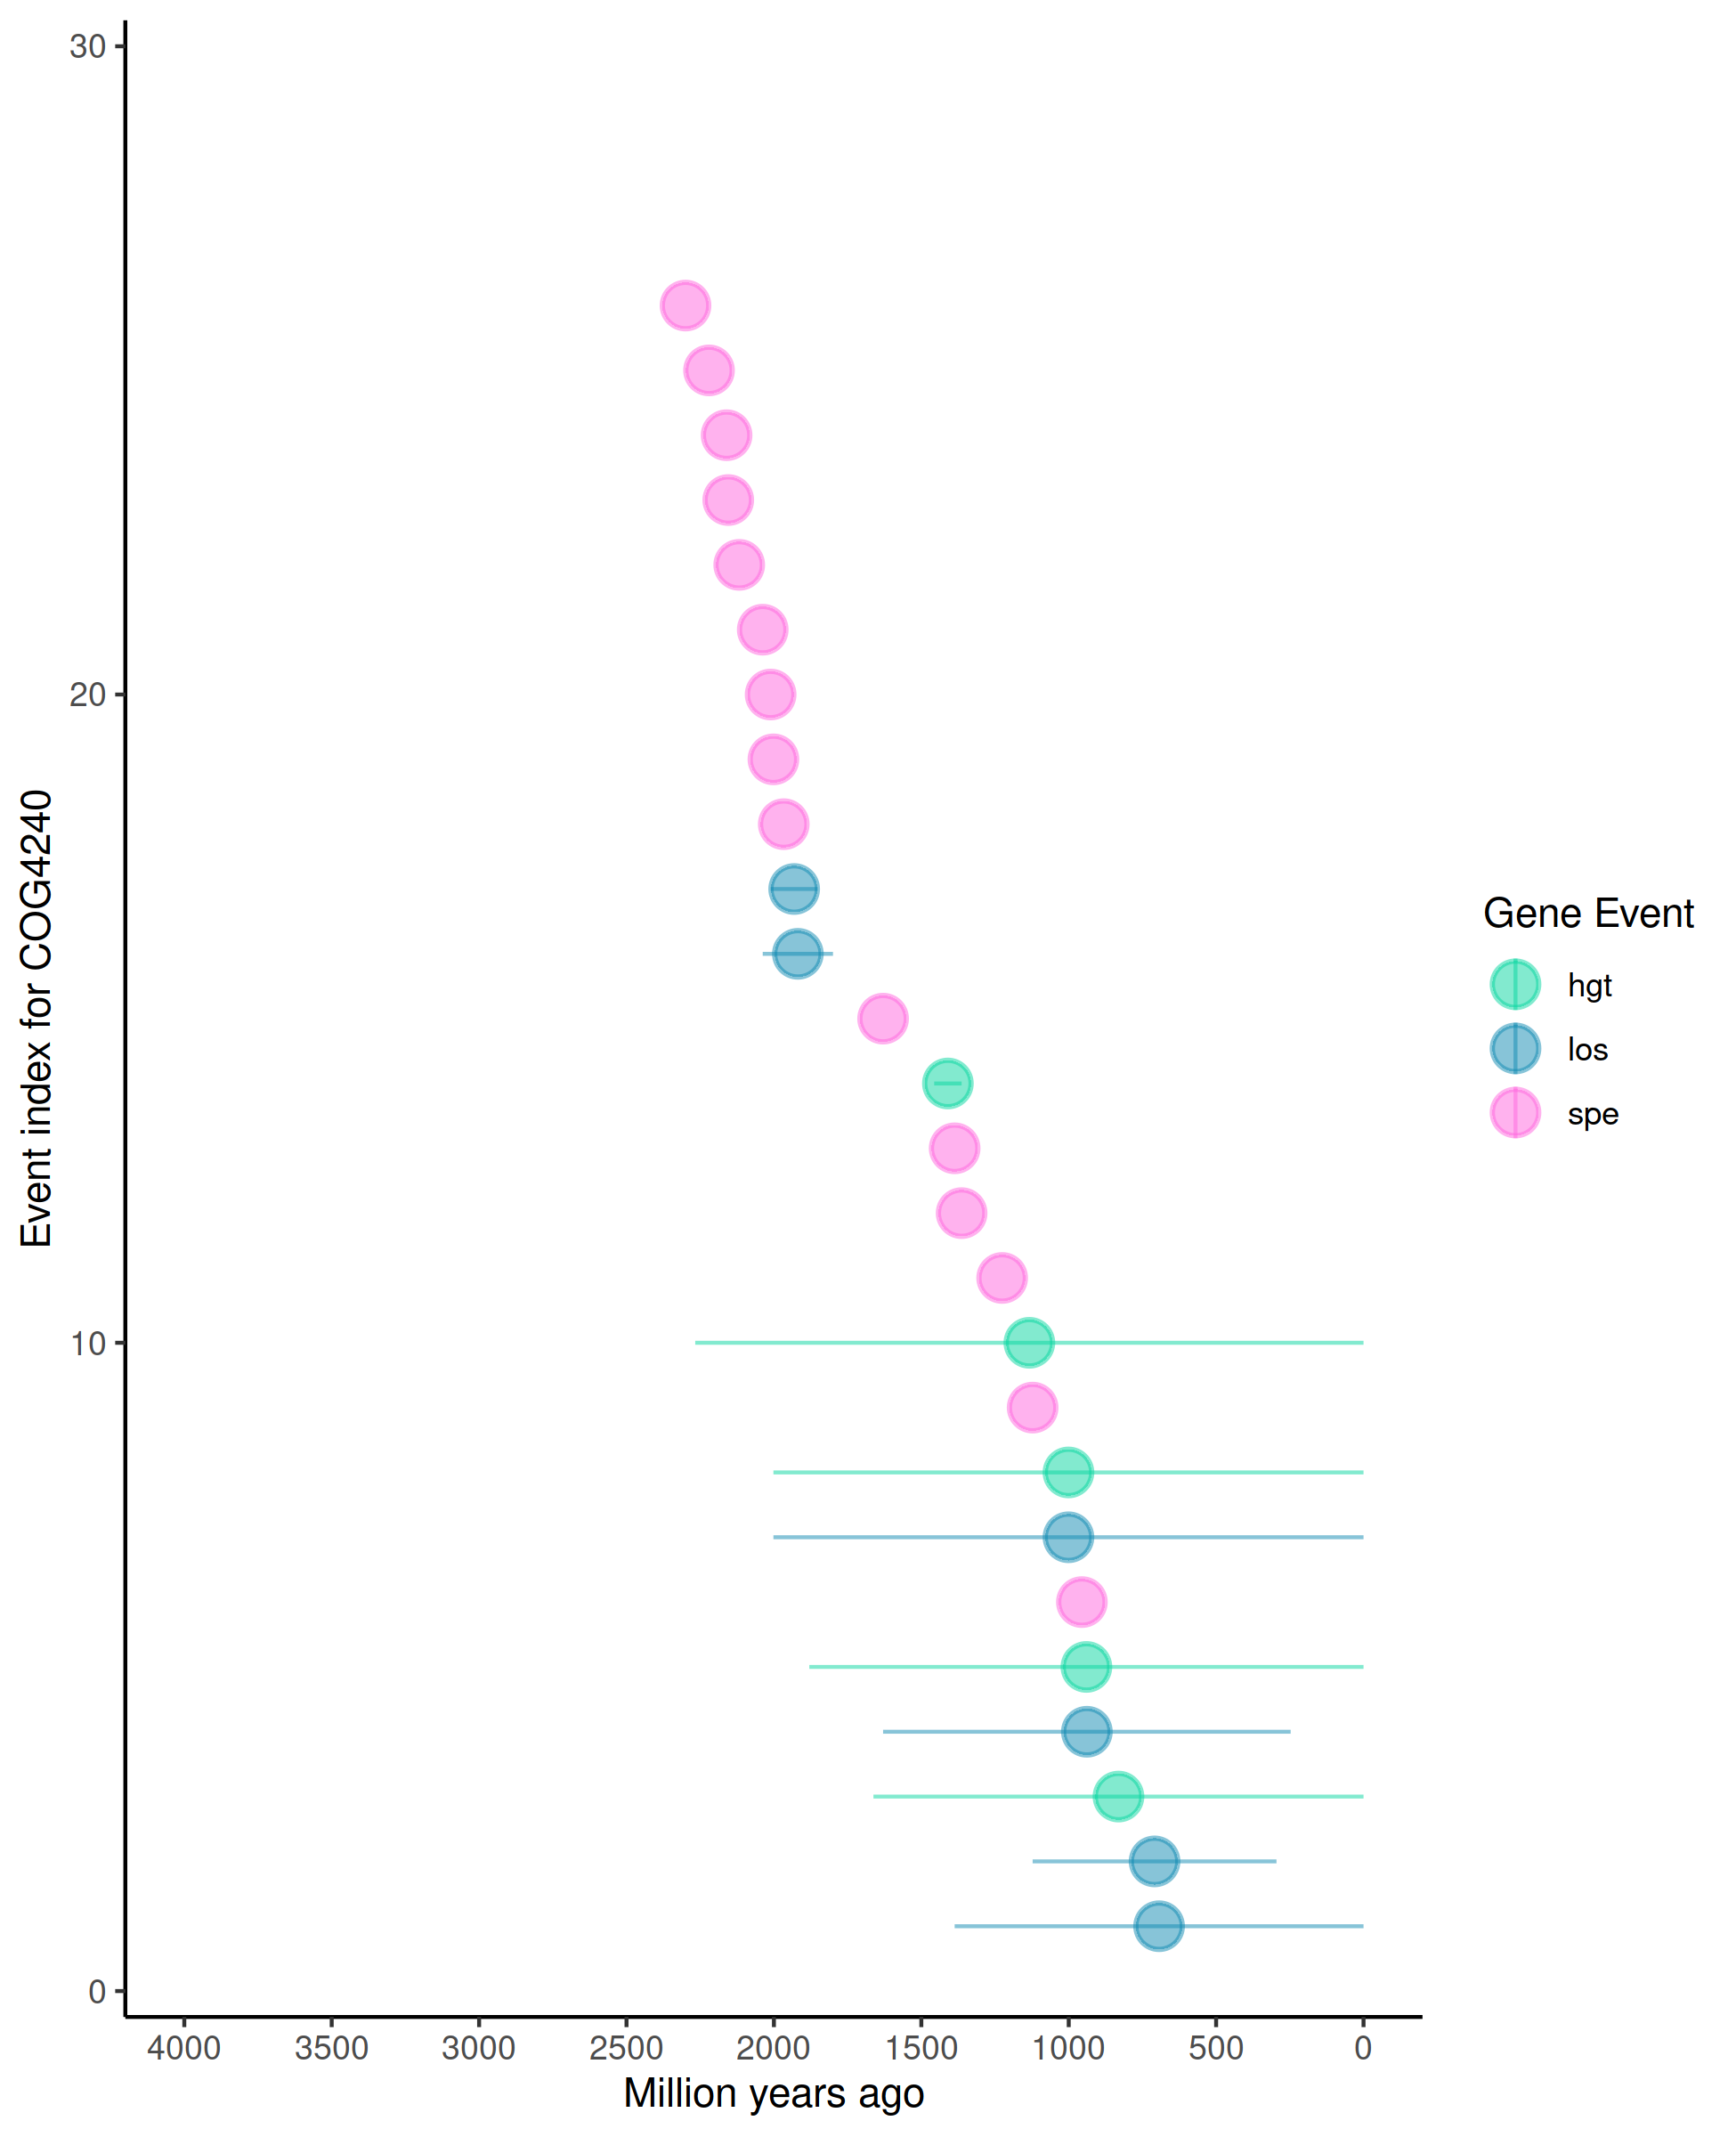 30
20
10
0
Event index for COG4240
4000 3500 3000 2500 2000 1500 1000 500 0
Million years ago
Gene Event
hgt
los
spe